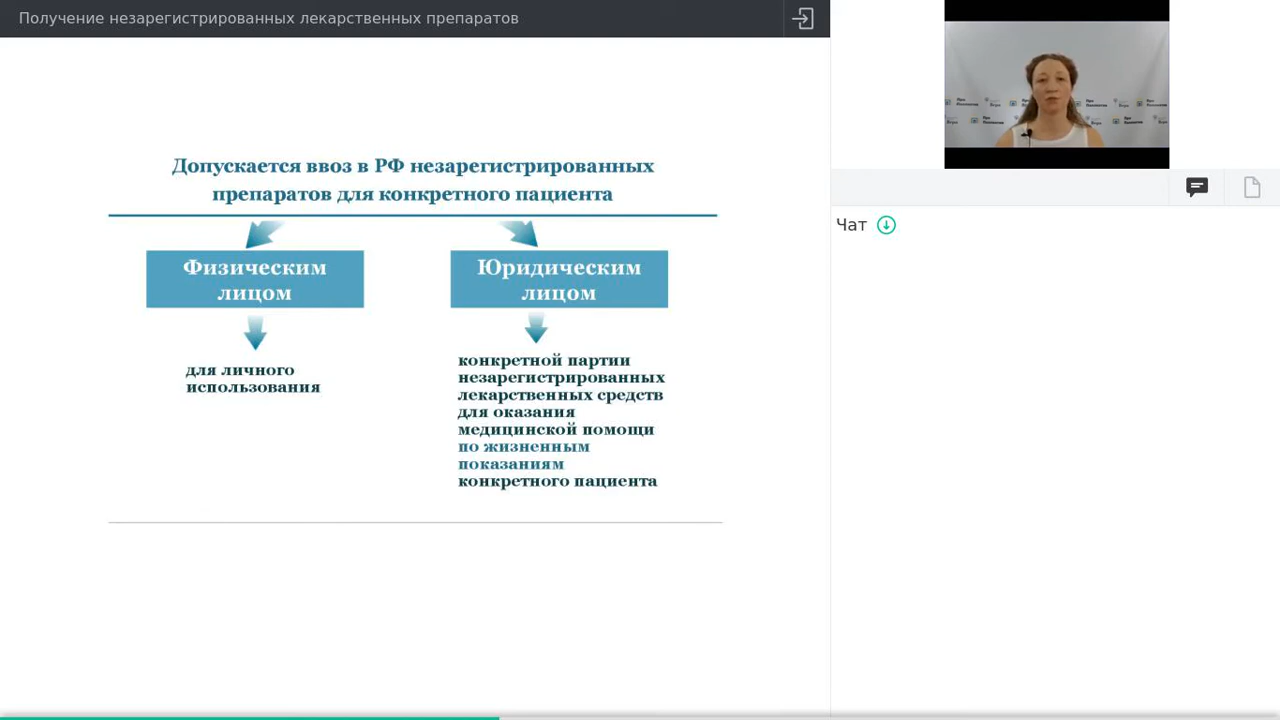 Получение незарегистрированных лекарственных препаратов
Допускается ввоз в РФ незарегистрированных
препаратов для конкретного пациента
Физическим
лицом
Юридическим
лицом
для личного
использования
конкретной партии
незарегистрированных
лекарственных средств
для оказания
медицинской помощи
по жизненным
показаниям
конкретного пациента
Чат